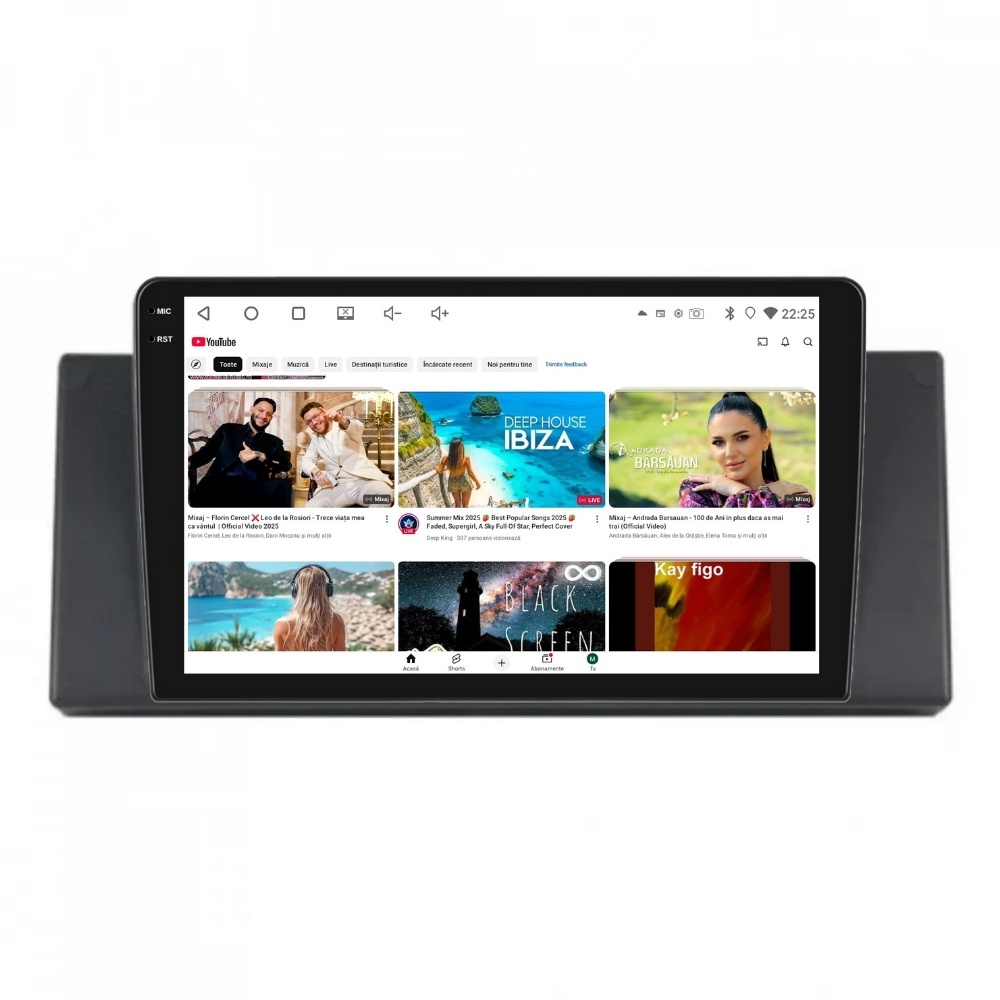 MIC
RST
22:25
YouTube
Toate Mixaje Muzică Live Destinații turistice Încărcate recent Noi pentru tine Trimite feedback
DEEP HOUSE
IBIZA
BĂRSĂUAN
Mixaj
LIVE
Mixaj
Mixaj – Florin Cercel ❌ Leo de la Rosiori - Trece viața mea
ca vântul | Official Video 2025
Florin Cercel, Leo de la Rosiori, Dani Mocanu și mulți alții
LIVE
Summer Mix 2025 🍓 Best Popular Songs 2025 🍓
Faded, Supergirl, A Sky Full Of Star, Perfect Cover
Deep King · 307 persoane vizionează
Mixaj – Andrada Barsauan - 100 de Ani in plus daca as mai
trai (Official Video)
Andrada Bărsăuan, Alex de la Orăștie, Elena Toma și mulți alții
BLACK
SCREEN
Kay figo
Acasă Shorts Abonamente M Tu